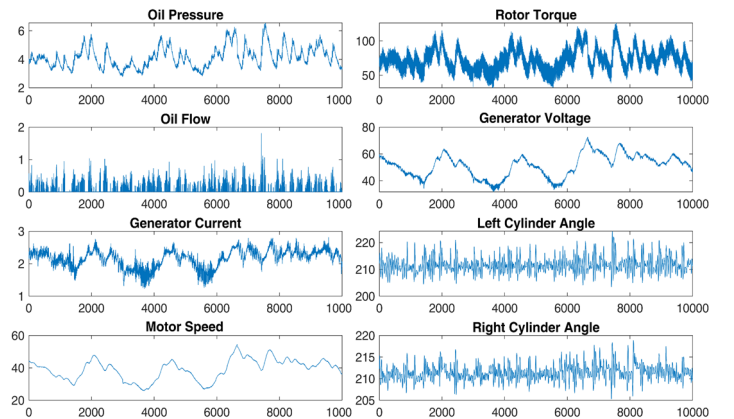 Oil Pressure
6
4
2
0 2000 4000 6000 8000 1000
Rotor Torque
100
50
0 2000 4000 6000 8000 10000
Oil Flow
2
1
0
0 2000 4000 6000 8000 1000
Generator Voltage
80
60
40
0 2000 4000 6000 8000 10000
Generator Current
3
2
1
0 2000 4000 6000 8000 1000
Left Cylinder Angle
220
210
200
0 2000 4000 6000 8000 10000
Motor Speed
60
40
20
0 2000 4000 6000 8000 1000
Right Cylinder Angle
220
215
210
205
0 2000 4000 6000 8000 10000